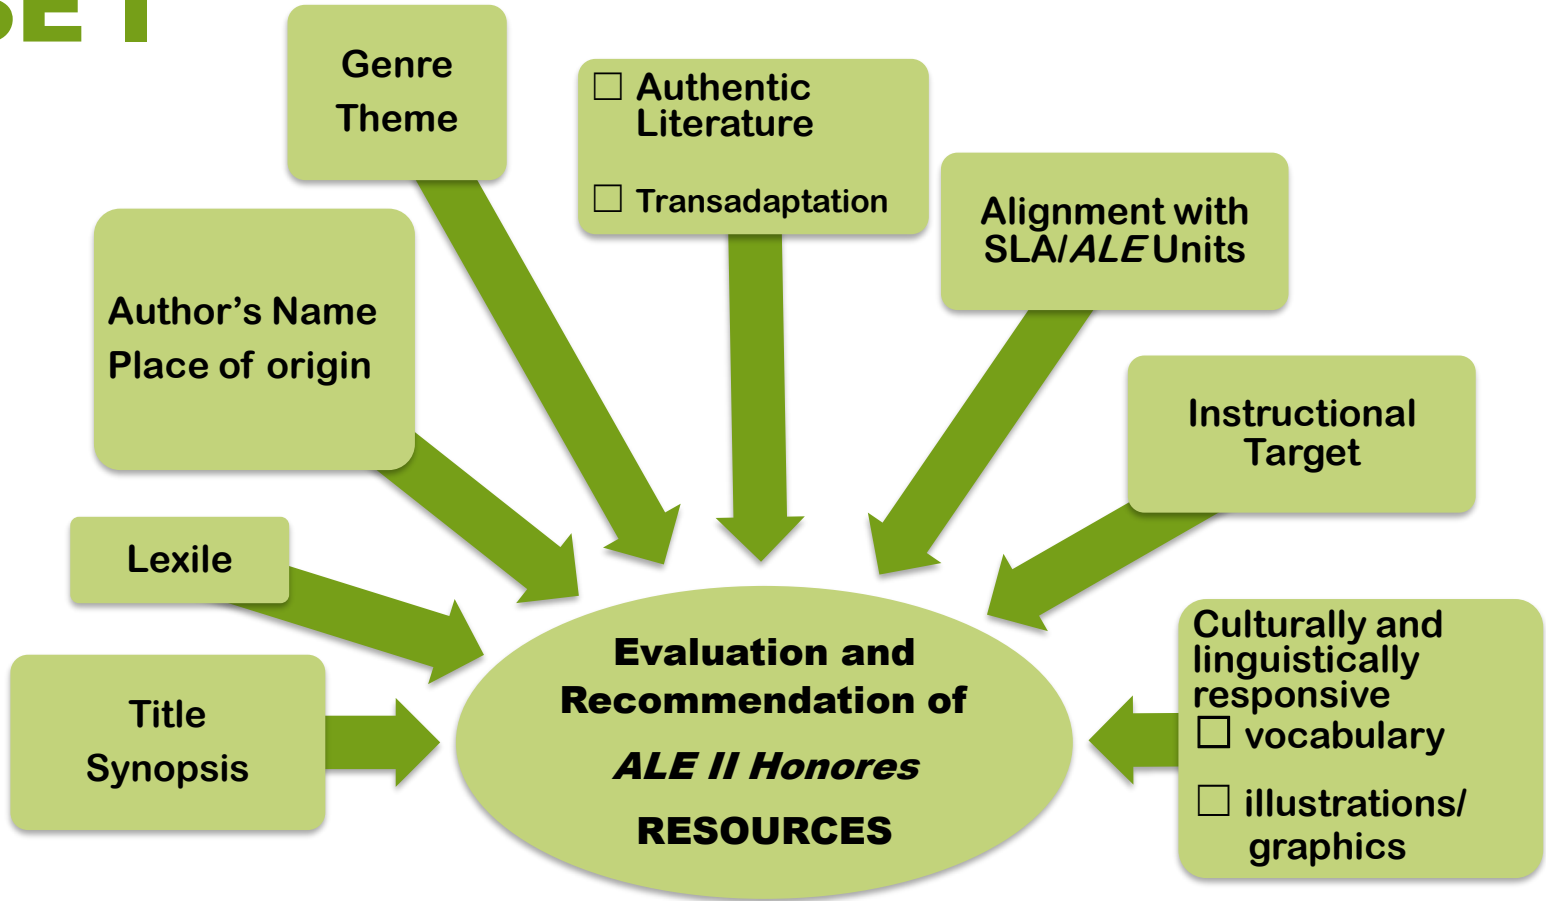 Genre
Theme
☐ Authentic
Literature
☐ Transadaptation
Alignment with
SLA/ALE Units
Author’s Name
Place of origin
Instructional
Target
Lexile
Title
Synopsis
Culturally and
linguistically
responsive
☐ vocabulary
☐ illustrations/
graphics
Evaluation and
Recommendation of
ALE II Honores
RESOURCES